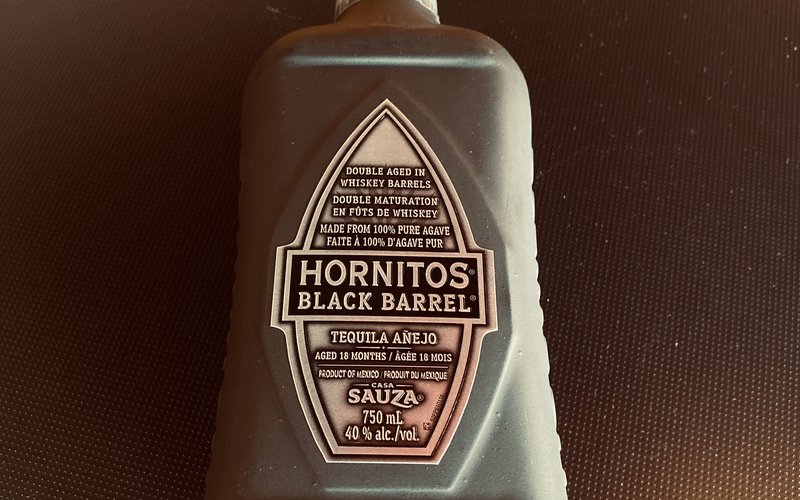 DOUBLE AGED IN
WHISKEY BARRELS
DOUBLE MATURATION
EN FÛTS DE WHISKEY
MADE FROM 100% PURE AGAVE
FAITE À 100% D'AGAVE PUR
HORNITOS®
BLACK BARREL®
TEQUILA AÑEJO
AGED 18 MONTHS / ÂGÉE 18 MOIS
PRODUCT OF MEXICO / PRODUIT DU MEXIQUE
CASA
SAUZA®
750 mL
40 % alc./vol.